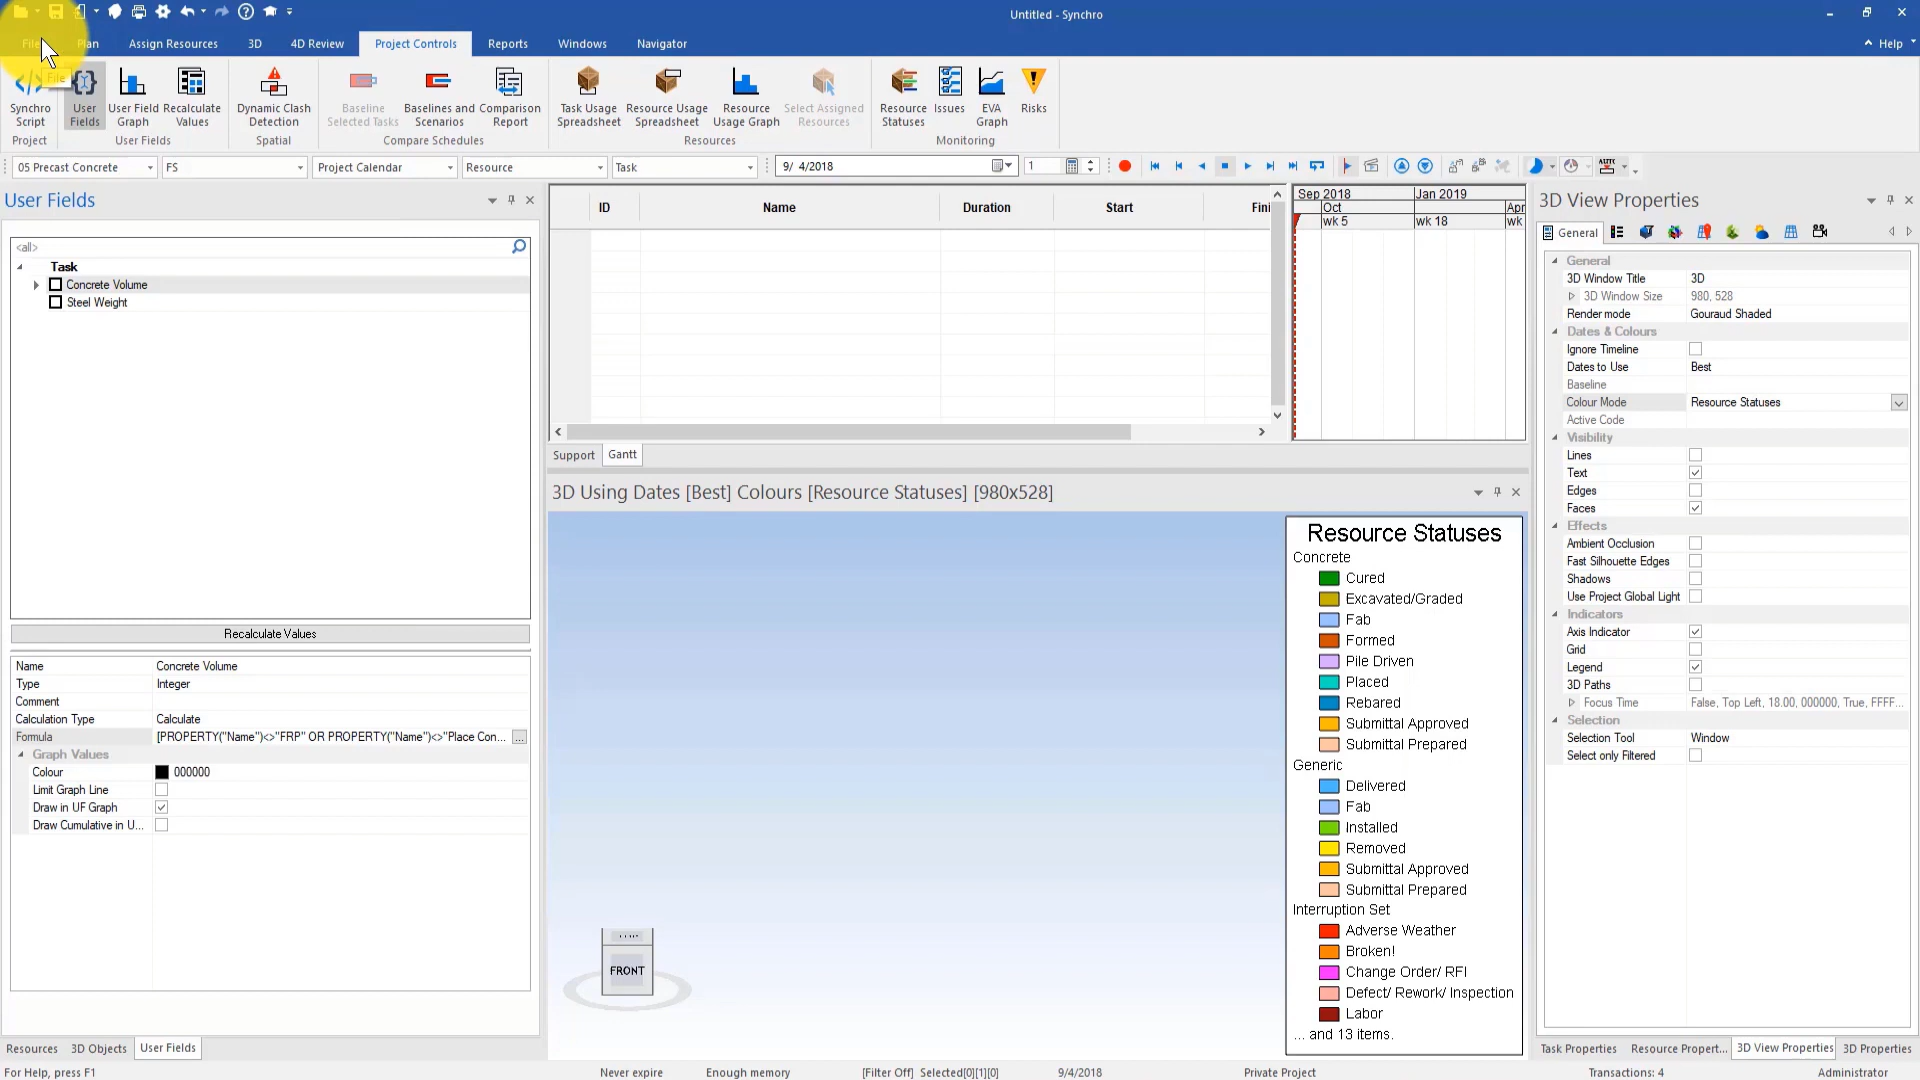 Untitled - Synchro
File Plan Assign Resources 3D 4D Review Project Controls Reports Windows Navigator Help
File
Synchro Script
User Fields
User Field Graph
Recalculate Values
Dynamic Clash Detection
Baseline Selected Tasks
Baselines and Scenarios
Comparison Report
Task Usage Spreadsheet
Resource Usage Spreadsheet
Resource Usage Graph
Select Assigned Resources
Resource Statuses
Issues
EVA Graph
Risks
Project User Fields Spatial Compare Schedules Resources Monitoring
05 Precast Concrete FS Project Calendar Resource Task 9/ 4/2018 1
User Fields
<all>
Task
Concrete Volume
Steel Weight
Recalculate Values
Name Concrete Volume
Type Integer
Comment
Calculation Type Calculate
Formula [PROPERTY("Name")<>"FRP" OR PROPERTY("Name")<>"Place Con... ...
Graph Values
Colour 000000
Limit Graph Line
Draw in UF Graph
Draw Cumulative in U...
Resources 3D Objects User Fields
ID Name Duration Start Fini
Sep 2018 Jan 2019
Oct Apr
wk 5 wk 18 wk
Support Gantt
3D Using Dates [Best] Colours [Resource Statuses] [980x528]
FRONT
Resource Statuses
Concrete
Cured
Excavated/Graded
Fab
Formed
Pile Driven
Placed
Rebared
Submittal Approved
Submittal Prepared
Generic
Delivered
Fab
Installed
Removed
Submittal Approved
Submittal Prepared
Interruption Set
Adverse Weather
Broken!
Change Order/ RFI
Defect/ Rework/ Inspection
Labor
... and 13 items.
3D View Properties
General
General
3D Window Title 3D
3D Window Size 980, 528
Render mode Gouraud Shaded
Dates & Colours
Ignore Timeline
Dates to Use Best
Baseline
Colour Mode Resource Statuses
Active Code
Visibility
Lines
Text
Edges
Faces
Effects
Ambient Occlusion
Fast Silhouette Edges
Shadows
Use Project Global Light
Indicators
Axis Indicator
Grid
Legend
3D Paths
Focus Time False, Top Left, 18.00, 000000, True, FFFF...
Selection
Selection Tool Window
Select only Filtered
Task Properties Resource Propert... 3D View Properties 3D Properties
For Help, press F1 Never expire Enough memory [Filter Off] Selected[0][1][0] 9/4/2018 Private Project Transactions: 4 Administrator